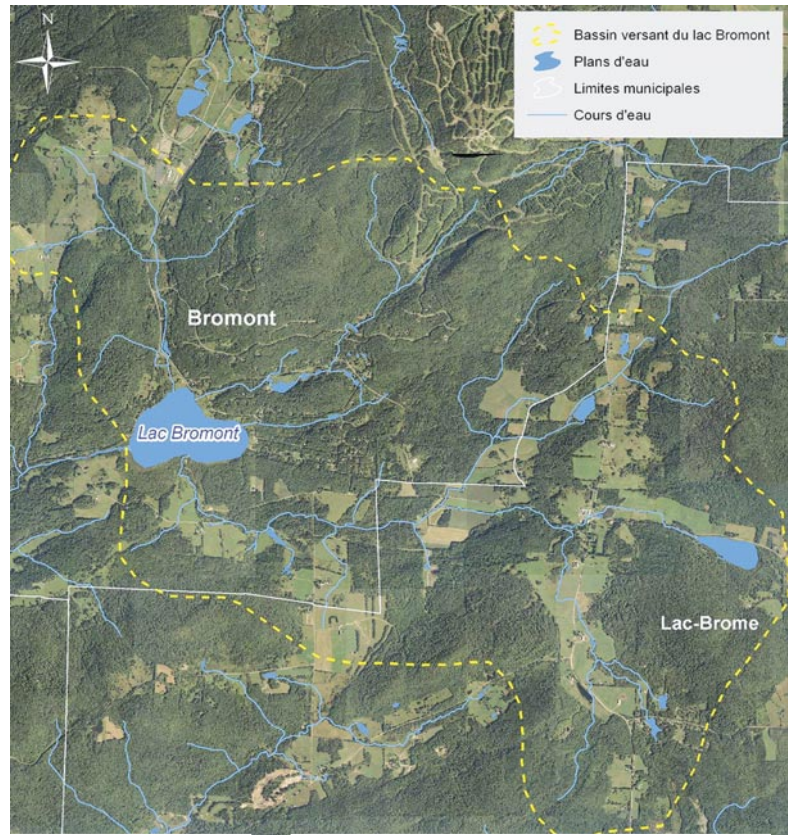 N
Bassin versant du lac Bromont
Plans d'eau
Limites municipales
Cours d'eau
Bromont
Lac Bromont
Lac-Brome